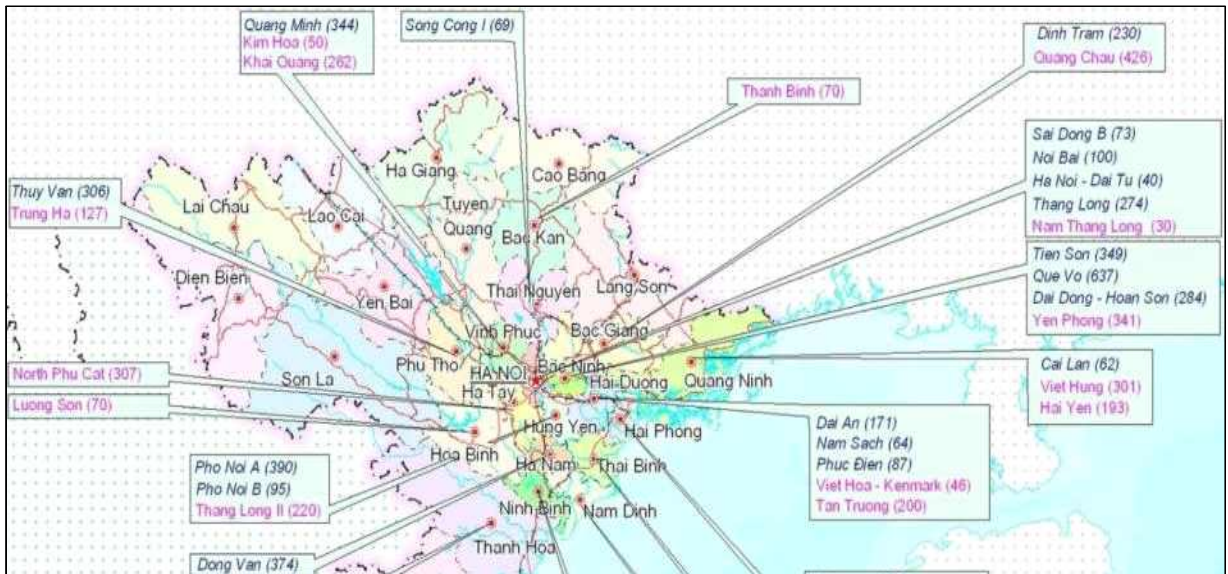 Quang Minh (344)
Kim Hoa (50)
Khai Quang (262)
Song Cong I (69)
Dinh Tram (230)
Quang Chau (426)
Thanh Binh (70)
Sai Dong B (73)
Noi Bai (100)
Ha Noi - Dai Tu (40)
Thang Long (274)
Nam Thang Long (30)
Thuy Van (306)
Trung Ha (127)
Ha Giang
Cao Bằng
Lai Chau
Lao Cai
Tuyen
Quang
Bac Kan
Tien Son (349)
Que Vo (637)
Dai Dong - Hoan Son (284)
Yen Phong (341)
Dien Bien
Yen Bai
Thai Nguyen
Lang Son
Vinh Phuc
Bac Giang
Phu Tho
HA NOI
Bac Ninh
Hai Duong
Quang Ninh
Cai Lan (62)
Viet Hung (301)
Hai Yen (193)
North Phu Cat (307)
Son La
Ha Tay
Luong Son (70)
Hung Yen
Hai Phong
Dai An (171)
Nam Sach (64)
Phuc Đien (87)
Viet Hoa - Kenmark (46)
Tan Truong (200)
Hoa Binh
Ha Nam
Thai Binh
Pho Noi A (390)
Pho Noi B (95)
Thang Long II (220)
Ninh Binh
Nam Dinh
Thanh Hoa
Dong Van (374)